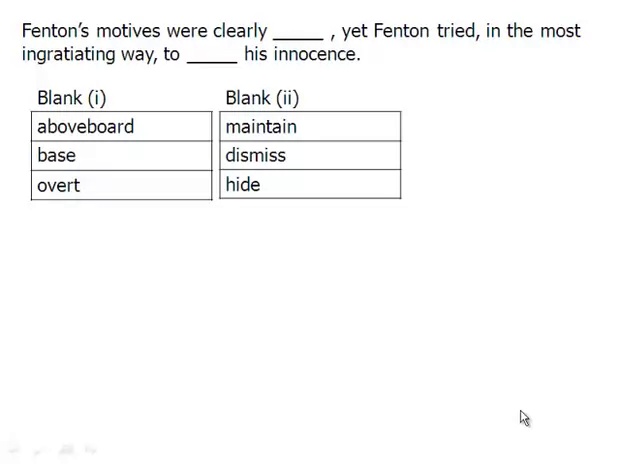 Fenton’s motives were clearly _____ , yet Fenton tried, in the most
ingratiating way, to _____ his innocence.
Blank (i) Blank (ii)
aboveboard maintain
base dismiss
overt hide